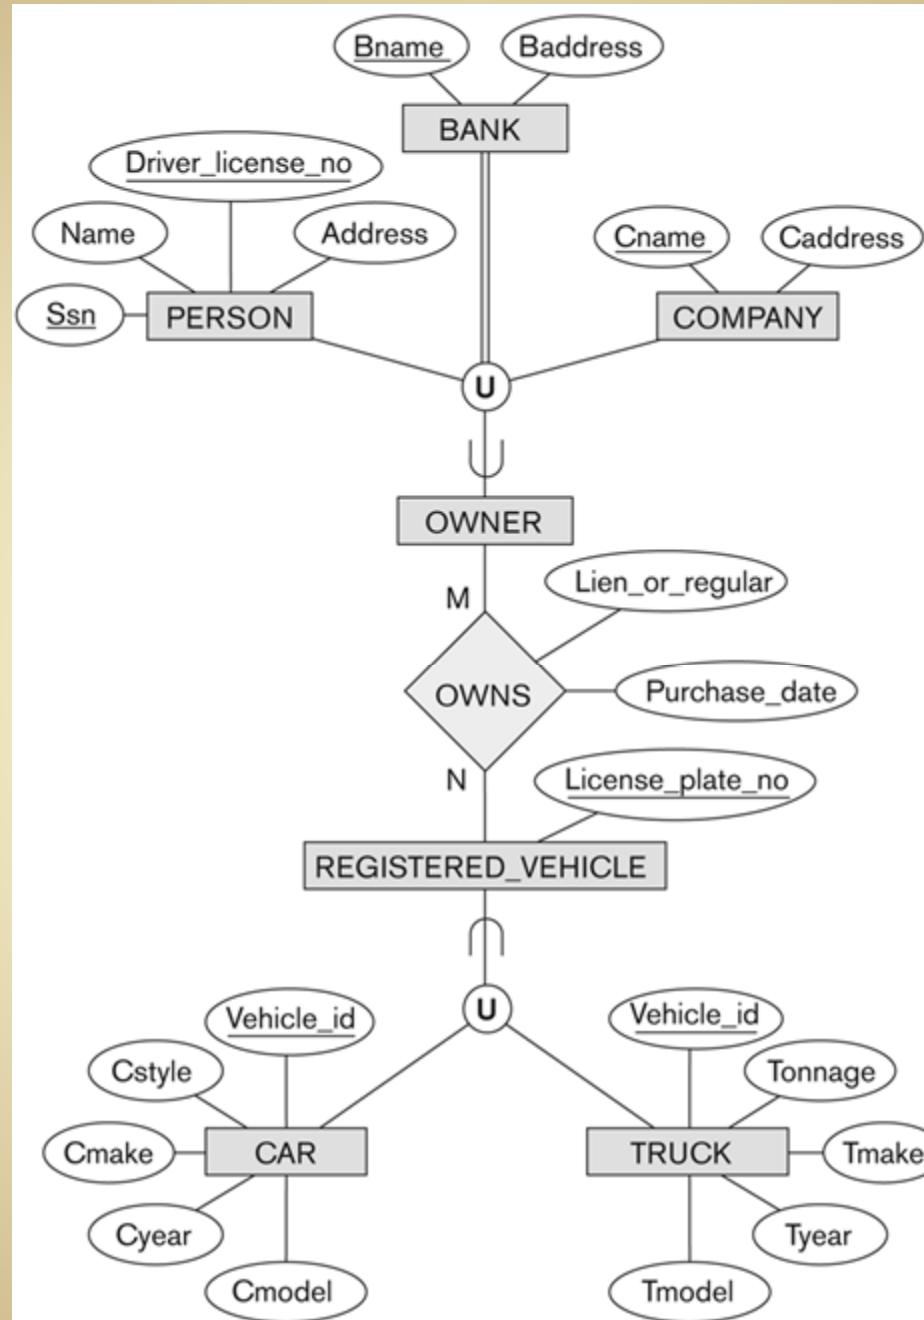 Bname
Baddress
BANK
Driver_license_no
Name
Address
Cname
Caddress
Ssn
PERSON
COMPANY
U
OWNER
M
Lien_or_regular
OWNS
Purchase_date
N
License_plate_no
REGISTERED_VEHICLE
U
Vehicle_id
Vehicle_id
Cstyle
Tonnage
Cmake
CAR
TRUCK
Tmake
Cyear
Tyear
Cmodel
Tmodel